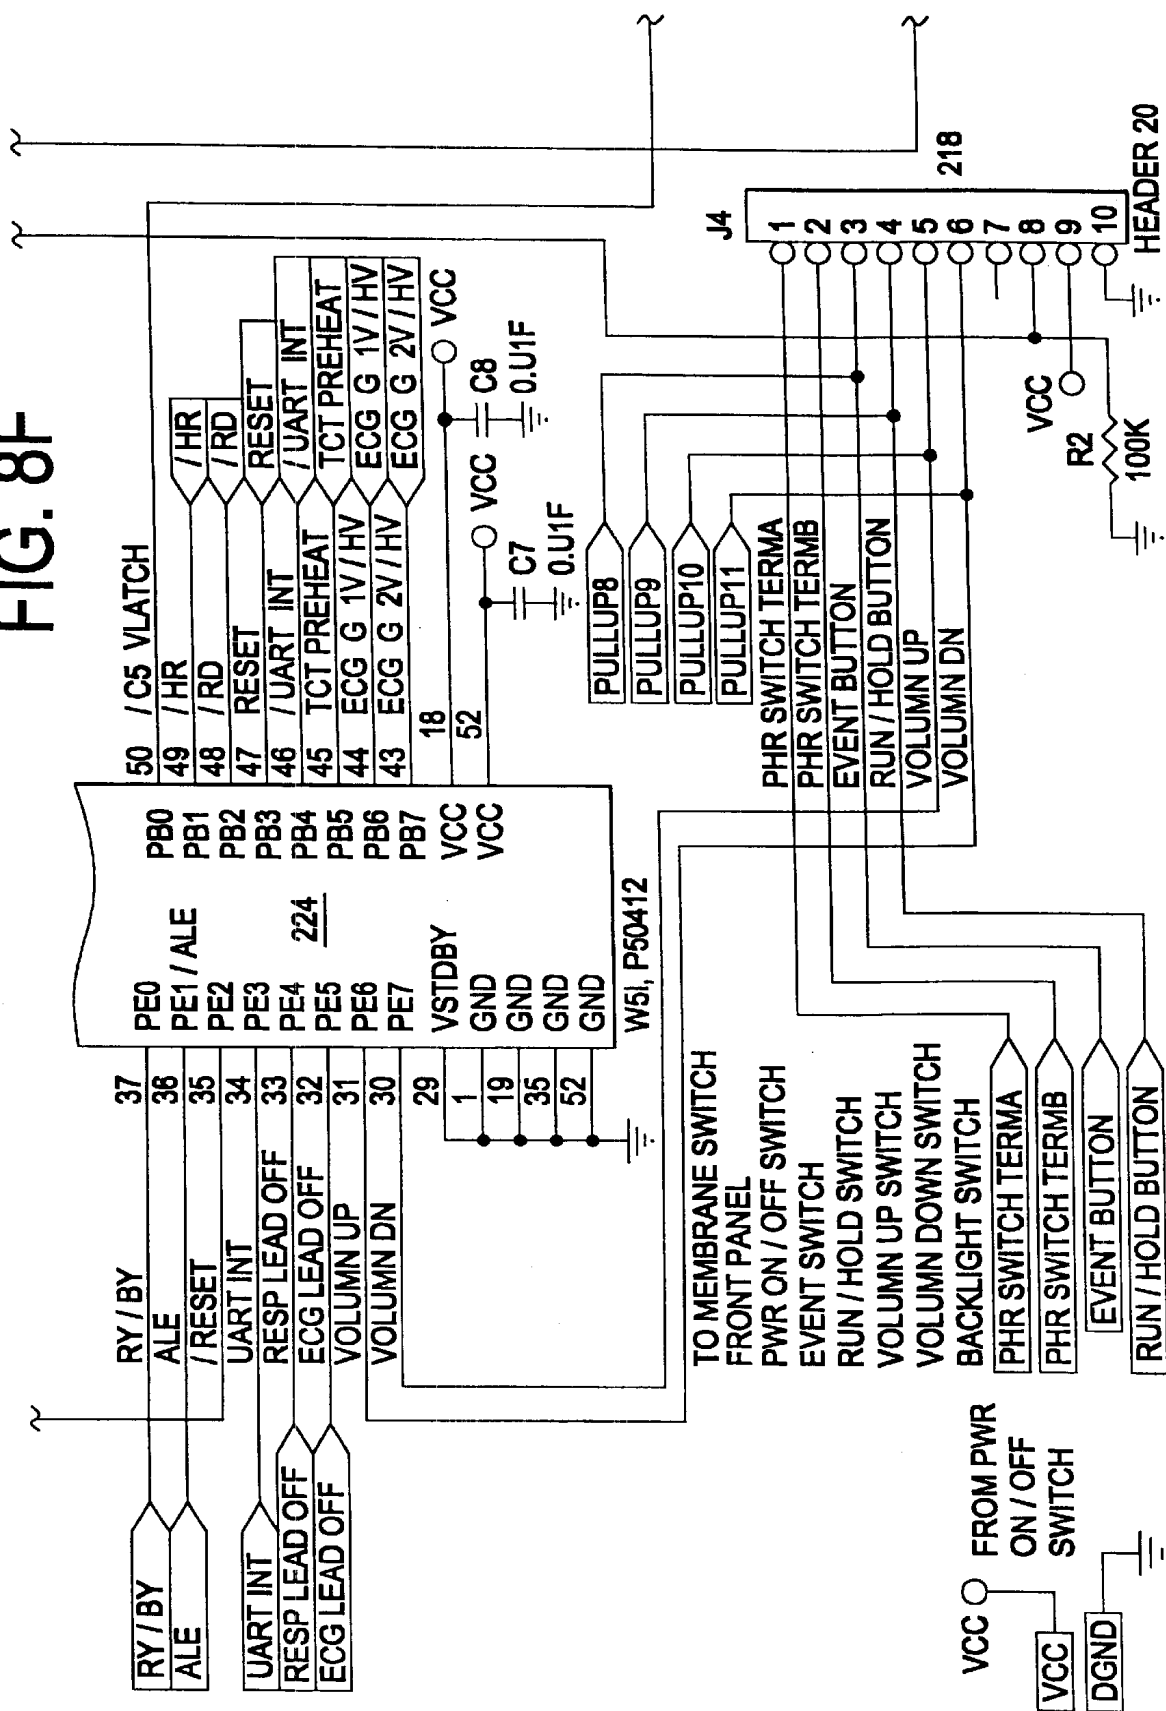 FIG. 8F
37
36
35
34
33
32
31
30
29
1
19
35
52
PE0
PE1 / ALE
PE2
PE3
PE4
PE5
PE6
PE7
VSTDBY
GND
GND
GND
GND
224
PB0
PB1
PB2
PB3
PB4
PB5
PB6
PB7
VCC
VCC
50
49
48
47
46
45
44
43
18
52
W5I, P50412
RY / BY
ALE
/ RESET
UART INT
RESP LEAD OFF
ECG LEAD OFF
VOLUMN UP
VOLUMN DN
RY / BY
ALE
UART INT
RESP LEAD OFF
ECG LEAD OFF
/ C5 VLATCH
/ HR
/ RD
RESET
/ UART INT
TCT PREHEAT
ECG G 1V / HV
ECG G 2V / HV
/ HR
/ RD
RESET
/ UART INT
TCT PREHEAT
ECG G 1V / HV
ECG G 2V / HV
VCC
C8
0.U1F
VCC
C7
0.U1F
PULLUP8
PULLUP9
PULLUP10
PULLUP11
PHR SWITCH TERMA
PHR SWITCH TERMB
EVENT BUTTON
RUN / HOLD BUTTON
VOLUMN UP
VOLUMN DN
J4
218
1
2
3
4
5
6
7
8
9
10
HEADER 20
VCC
R2
100K
TO MEMBRANE SWITCH
FRONT PANEL
PWR ON / OFF SWITCH
EVENT SWITCH
RUN / HOLD SWITCH
VOLUMN UP SWITCH
VOLUMN DOWN SWITCH
BACKLIGHT SWITCH
PHR SWITCH TERMA
PHR SWITCH TERMB
EVENT BUTTON
RUN / HOLD BUTTON
VCC
FROM PWR
ON / OFF
SWITCH
VCC
DGND